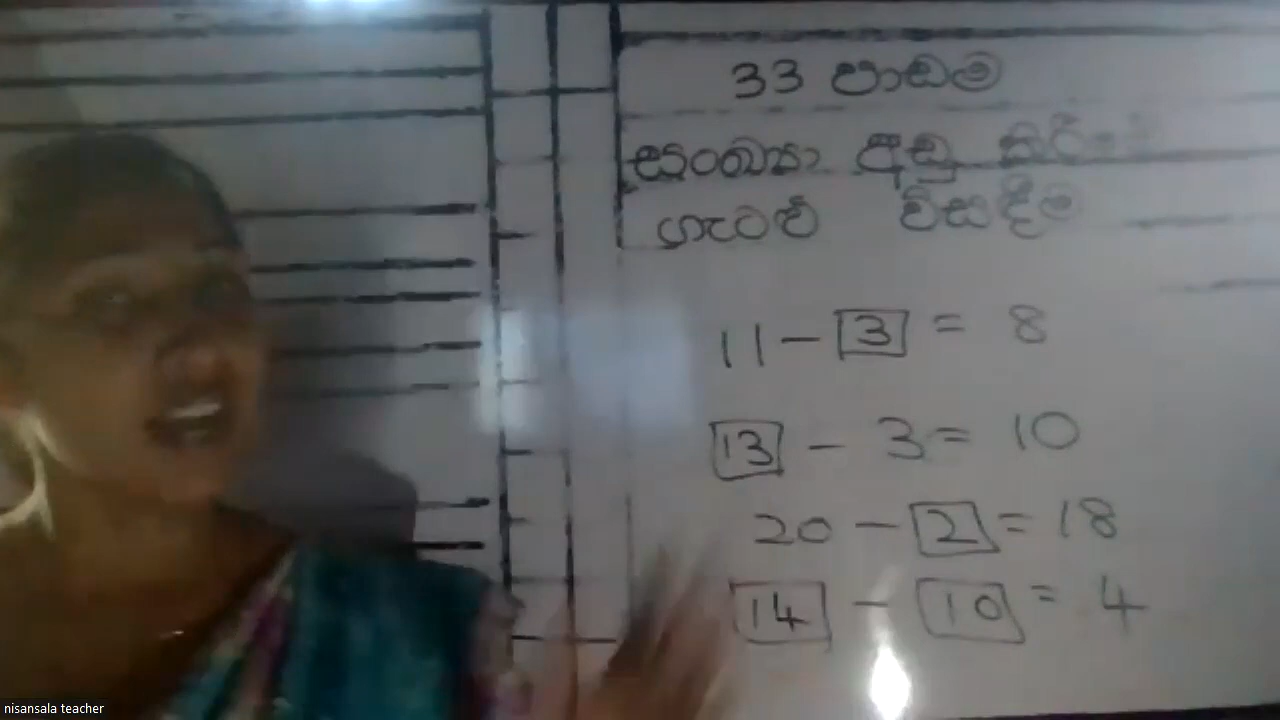 33 පාඩම
සංඛ්‍යා අඩු කිරීමේ
ගැටළු විසඳීම
11 - 3 = 8
13 - 3 = 10
20 - 2 = 18
14 - 10 = 4
nisansala teacher